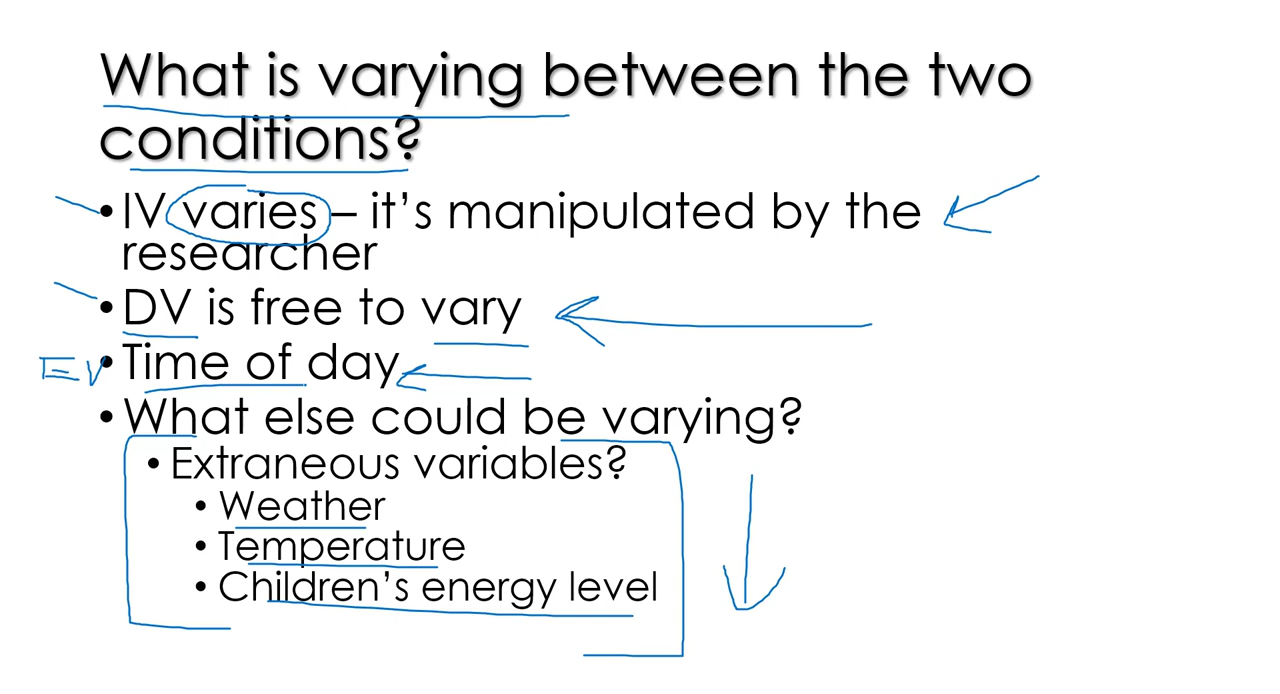 What is varying between the two
conditions?
• IV varies – it's manipulated by the
researcher
• DV is free to vary
EV • Time of day
• What else could be varying?
• Extraneous variables?
• Weather
• Temperature
• Children's energy level